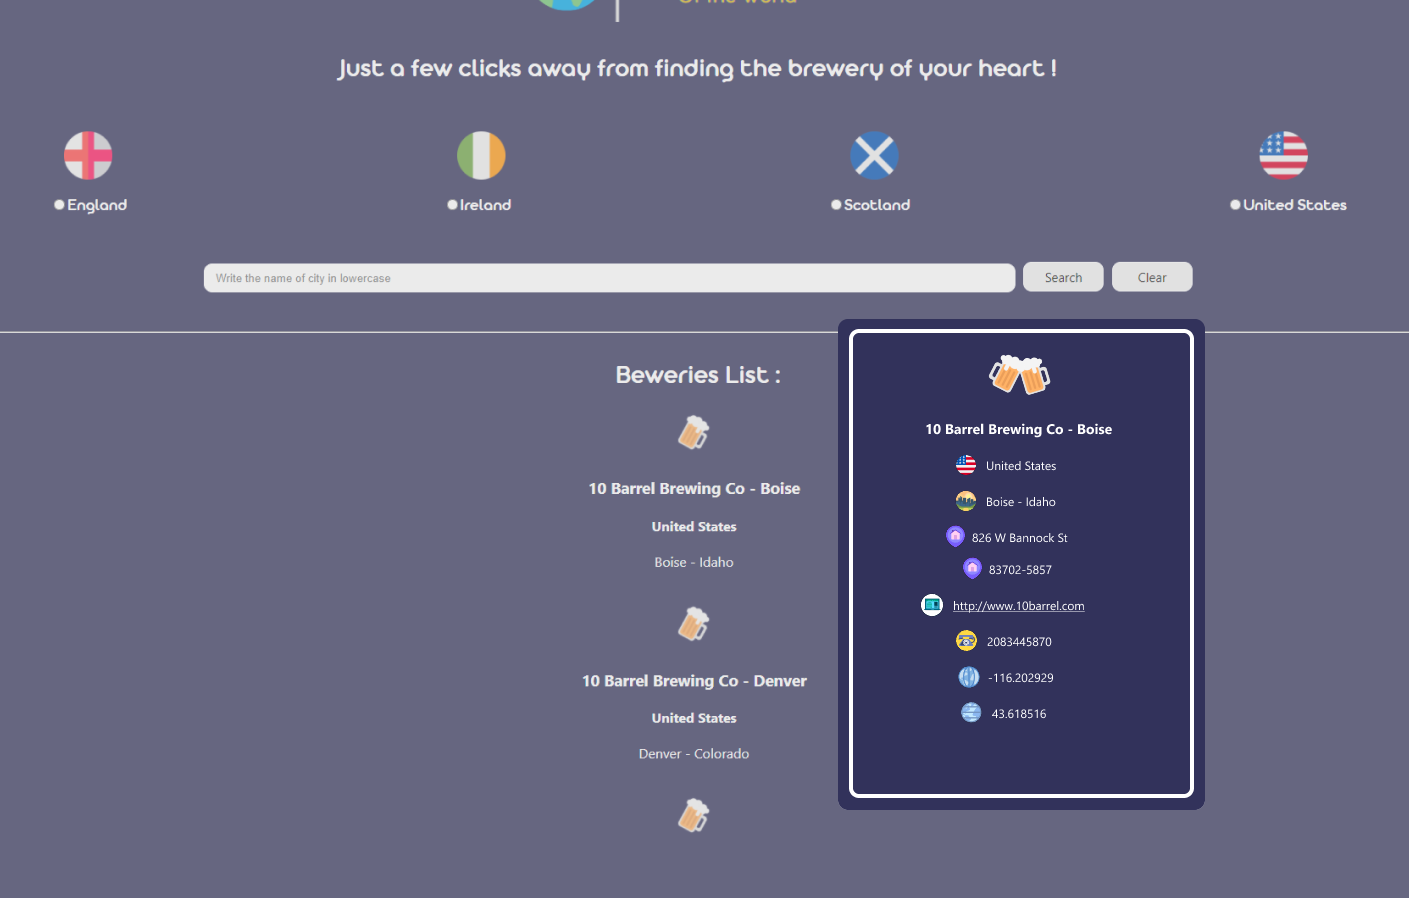 Of the world
Just a few clicks away from finding the brewery of your heart !
England
Ireland
Scotland
United States
Write the name of city in lowercase
Search
Clear
Beweries List :
10 Barrel Brewing Co - Boise
United States
Boise - Idaho
10 Barrel Brewing Co - Denver
United States
Denver - Colorado
10 Barrel Brewing Co - Boise
United States
Boise - Idaho
826 W Bannock St
83702-5857
http://www.10barrel.com
2083445870
-116.202929
43.618516